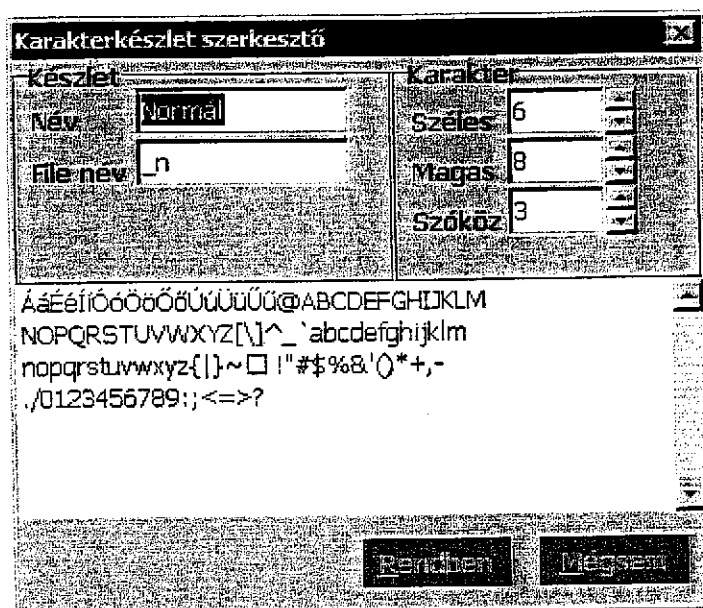 Karakterkészlet szerkesztő
Készlet
Név Normál
File név _n
Karakter
Széles 6
Magas 8
Szóköz 3
ÁáÉéÍíÓóÖöŐőÚúÜüŰű@ABCDEFGHIJKLM
NOPQRSTUVWXYZ[\]^_`abcdefghijklm
nopqrstuvwxyz{|}~□ !"#$%&'()*+,-
./0123456789:;<=>?
Rendben Mégsem